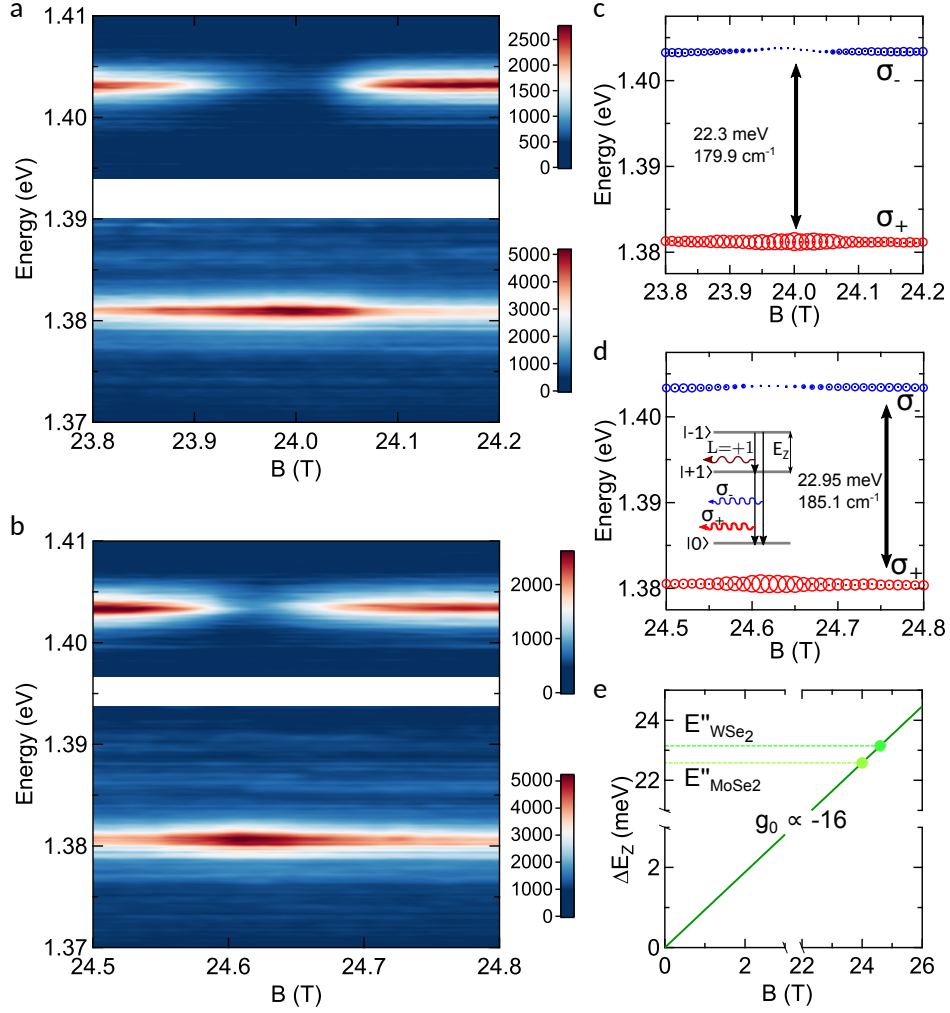 a
1.41
1.40
1.39
1.38
1.37
Energy (eV)
23.8
23.9
24.0
24.1
24.2
B (T)
2500
2000
1500
1000
500
0
5000
4000
3000
2000
1000
0
b
1.41
1.40
1.39
1.38
1.37
Energy (eV)
24.5
24.6
24.7
24.8
B (T)
2000
1000
0
5000
4000
3000
2000
1000
0
c
1.40
1.39
1.38
Energy (eV)
σ-
22.3 meV
179.9 cm-1
σ+
23.8
23.9
24.0
24.1
24.2
B (T)
d
1.40
1.39
1.38
Energy (eV)
σ-
|-1⟩
L=+1
EZ
|+1⟩
σ-
σ+
|0⟩
22.95 meV
185.1 cm-1
σ+
24.5
24.6
24.7
24.8
B (T)
e
24
22
2
0
ΔEZ (meV)
E"WSe2
E"MoSe2
g0 ∝ -16
0
2
22
24
26
B (T)